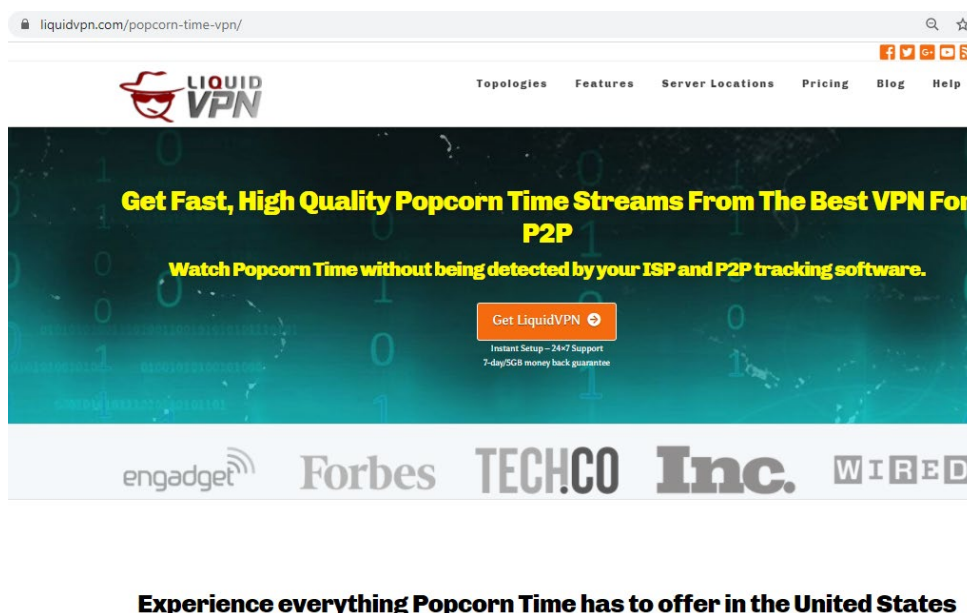 liquidvpn.com/popcorn-time-vpn/
LIQUID
VPN
Topologies Features Server Locations Pricing Blog Help
Get Fast, High Quality Popcorn Time Streams From The Best VPN For
P2P
Watch Popcorn Time without being detected by your ISP and P2P tracking software.
Get LiquidVPN
Instant Setup – 24×7 Support
7-day/5GB money back guarantee
engadget Forbes TECH.CO Inc. WIRED
Experience everything Popcorn Time has to offer in the United States